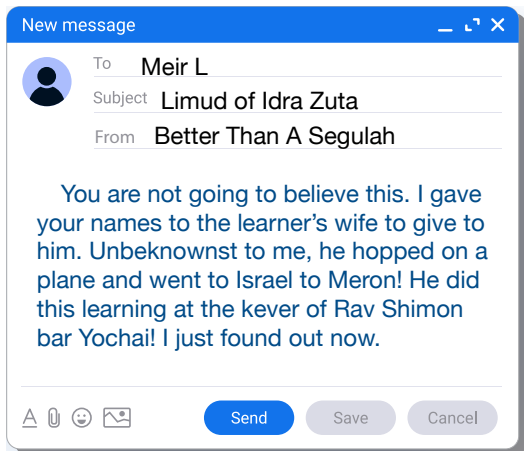 New message
To Meir L
Subject Limud of Idra Zuta
From Better Than A Segulah
You are not going to believe this. I gave
your names to the learner’s wife to give to
him. Unbeknownst to me, he hopped on a
plane and went to Israel to Meron! He did
this learning at the kever of Rav Shimon
bar Yochai! I just found out now.
A Send Save Cancel